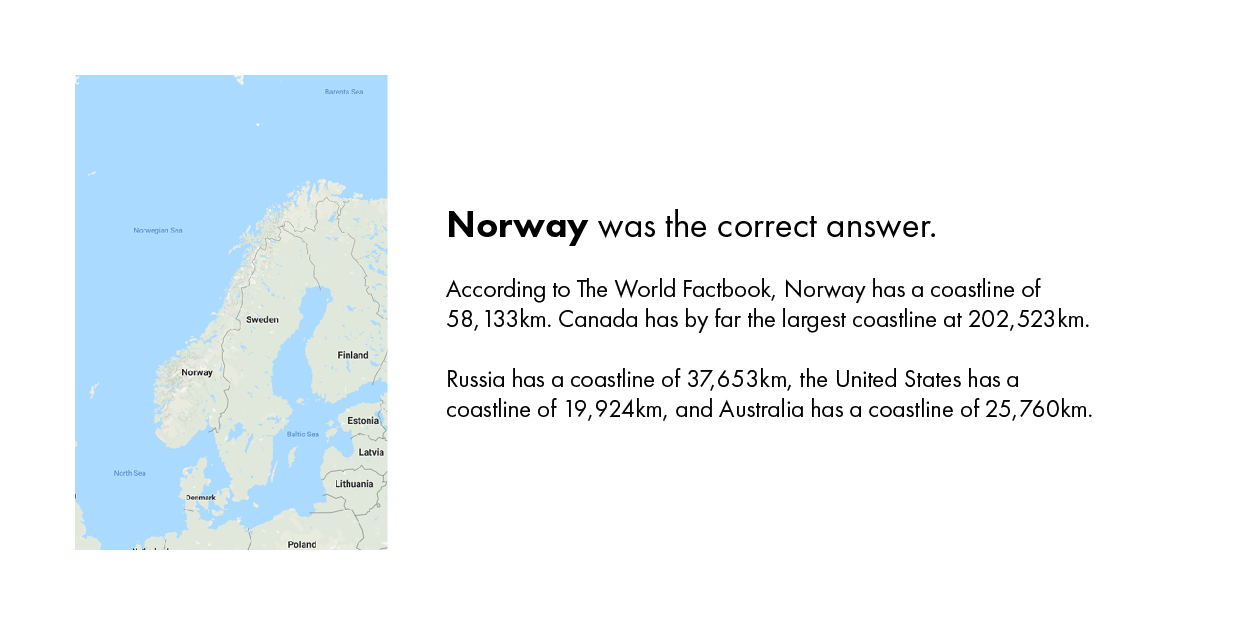 Barents Sea
Norwegian Sea
Sweden
Finland
Norway
Estonia
Baltic Sea
Latvia
North Sea
Lithuania
Denmark
Poland
Norway was the correct answer.
According to The World Factbook, Norway has a coastline of
58,133km. Canada has by far the largest coastline at 202,523km.
Russia has a coastline of 37,653km, the United States has a
coastline of 19,924km, and Australia has a coastline of 25,760km.